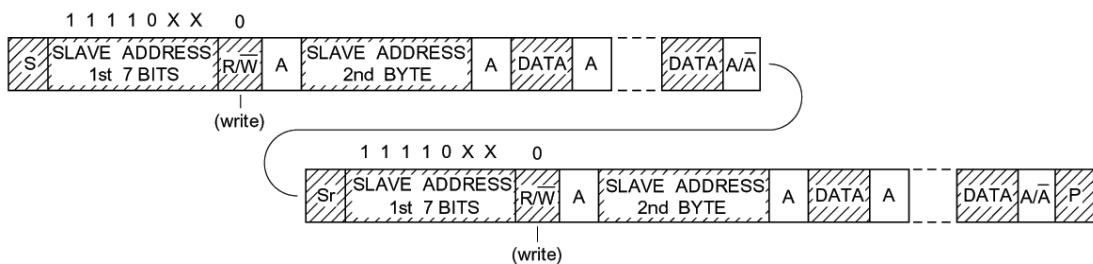 1 1 1 1 0 X X 0
S SLAVE ADDRESS 1st 7 BITS R/W̅ A SLAVE ADDRESS 2nd BYTE A DATA A DATA A/A̅
(write)
1 1 1 1 0 X X 0
Sr SLAVE ADDRESS 1st 7 BITS R/W̅ A SLAVE ADDRESS 2nd BYTE A DATA A DATA A/A̅ P
(write)